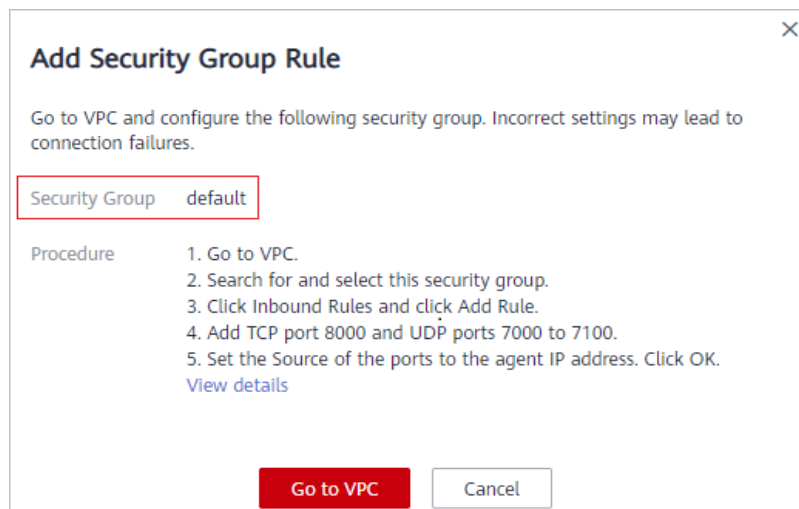 Add Security Group Rule
Go to VPC and configure the following security group. Incorrect settings may lead to
connection failures.
Security Group default
Procedure 1. Go to VPC.
2. Search for and select this security group.
3. Click Inbound Rules and click Add Rule.
4. Add TCP port 8000 and UDP ports 7000 to 7100.
5. Set the Source of the ports to the agent IP address. Click OK.
View details
Go to VPC Cancel